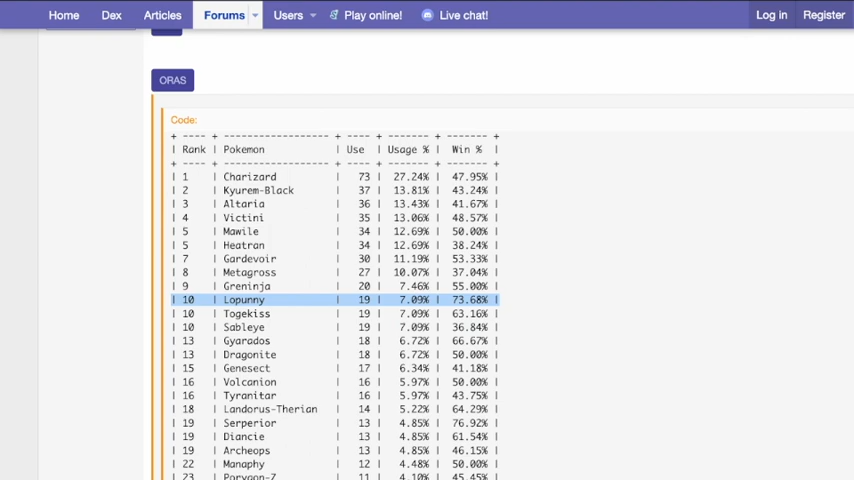 Home Dex Articles Forums Users Play online! Live chat! Log in Register
ORAS
Code:
+ ---- + ------------------ + ---- + ------- + ------- +
| Rank | Pokemon | Use | Usage % | Win % |
+ ---- + ------------------ + ---- + ------- + ------- +
| 1 | Charizard | 73 | 27.24% | 47.95% |
| 2 | Kyurem-Black | 37 | 13.81% | 43.24% |
| 3 | Altaria | 36 | 13.43% | 41.67% |
| 4 | Victini | 35 | 13.06% | 48.57% |
| 5 | Mawile | 34 | 12.69% | 50.00% |
| 5 | Heatran | 34 | 12.69% | 38.24% |
| 7 | Gardevoir | 30 | 11.19% | 53.33% |
| 8 | Metagross | 27 | 10.07% | 37.04% |
| 9 | Greninja | 20 | 7.46% | 55.00% |
| 10 | Lopunny | 19 | 7.09% | 73.68% |
| 10 | Togekiss | 19 | 7.09% | 63.16% |
| 10 | Sableye | 19 | 7.09% | 36.84% |
| 13 | Gyarados | 18 | 6.72% | 66.67% |
| 13 | Dragonite | 18 | 6.72% | 50.00% |
| 15 | Genesect | 17 | 6.34% | 41.18% |
| 16 | Volcanion | 16 | 5.97% | 50.00% |
| 16 | Tyranitar | 16 | 5.97% | 43.75% |
| 18 | Landorus-Therian | 14 | 5.22% | 64.29% |
| 19 | Serperior | 13 | 4.85% | 76.92% |
| 19 | Diancie | 13 | 4.85% | 61.54% |
| 19 | Archeops | 13 | 4.85% | 46.15% |
| 22 | Manaphy | 12 | 4.48% | 50.00% |
| 23 | Porygon-Z | 11 | 4.10% | 45.45% |